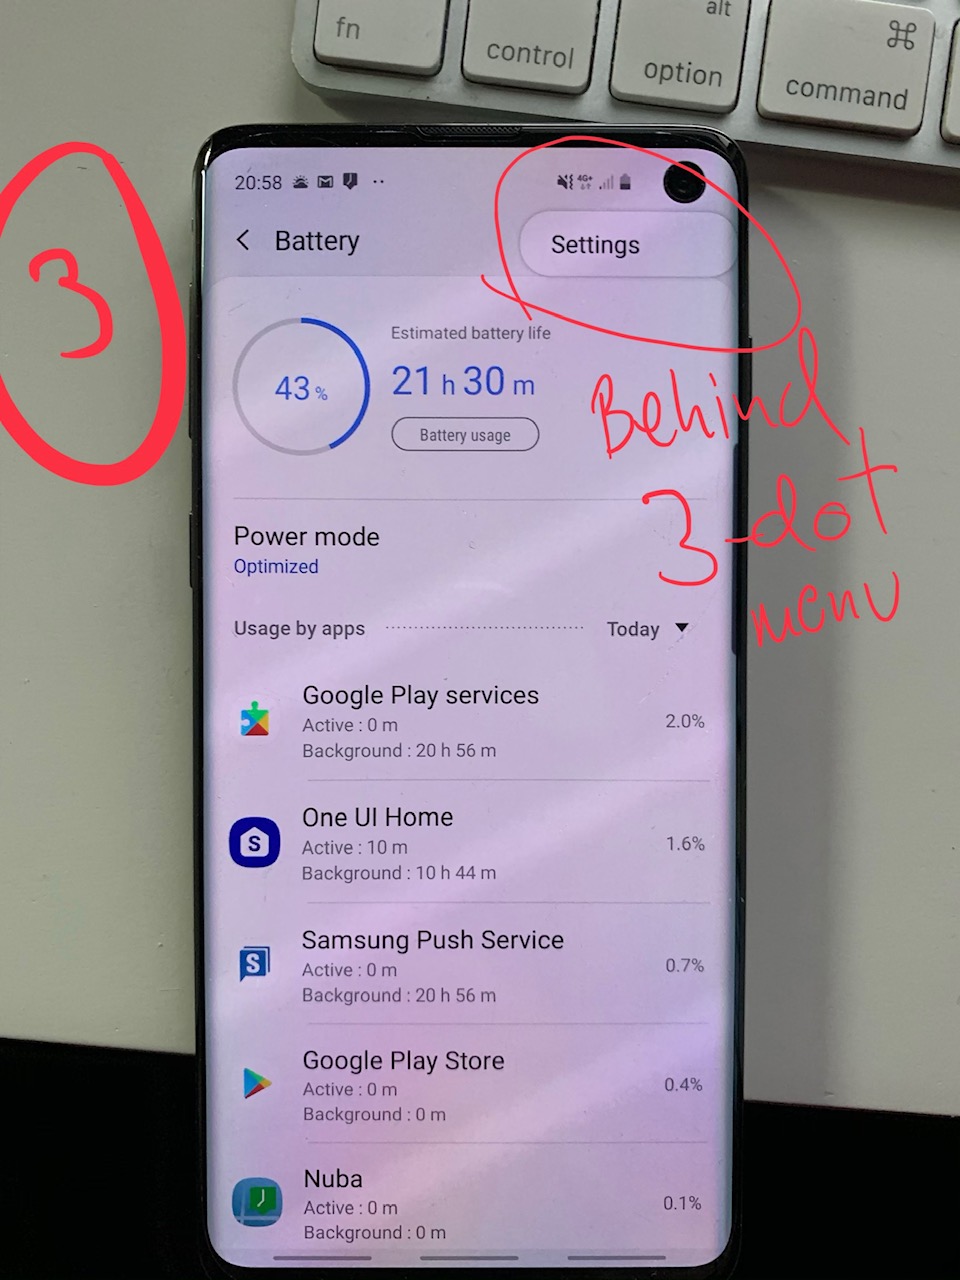 fn
control
alt
option
⌘
command
3
20:58
4G+
Battery
Settings
43 %
Estimated battery life
21 h 30 m
Battery usage
Behind
3-dot
menu
Power mode
Optimized
Usage by apps
Today
Google Play services
Active : 0 m
Background : 20 h 56 m
2.0%
S
One UI Home
Active : 10 m
Background : 10 h 44 m
1.6%
S
Samsung Push Service
Active : 0 m
Background : 20 h 56 m
0.7%
Google Play Store
Active : 0 m
Background : 0 m
0.4%
Nuba
Active : 0 m
Background : 0 m
0.1%